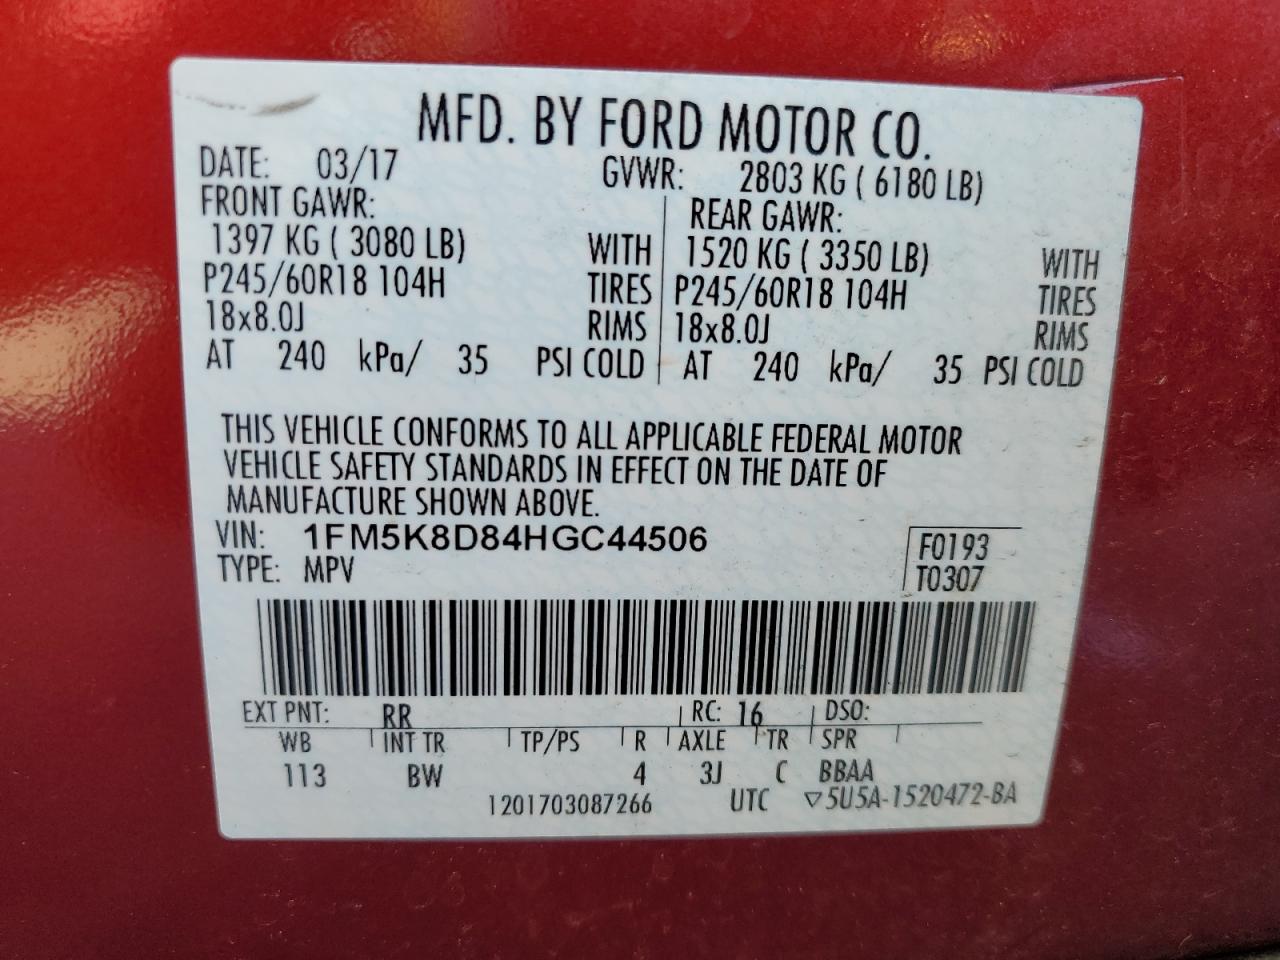 MFD. BY FORD MOTOR CO.
DATE: 03/17 GVWR: 2803 KG ( 6180 LB)
FRONT GAWR: REAR GAWR:
1397 KG ( 3080 LB) WITH 1520 KG ( 3350 LB) WITH
P245/60R18 104H TIRES P245/60R18 104H TIRES
18x8.0J RIMS 18x8.0J RIMS
AT 240 kPa/ 35 PSI COLD AT 240 kPa/ 35 PSI COLD
THIS VEHICLE CONFORMS TO ALL APPLICABLE FEDERAL MOTOR
VEHICLE SAFETY STANDARDS IN EFFECT ON THE DATE OF
MANUFACTURE SHOWN ABOVE.
VIN: 1FM5K8D84HGC44506 F0193
TYPE: MPV T0307
EXT PNT: RR RC: 16 DSO:
WB INT TR TP/PS R AXLE TR SPR
113 BW 4 3J C BBAA
1201703087266 UTC ▽5U5A-1520472-BA